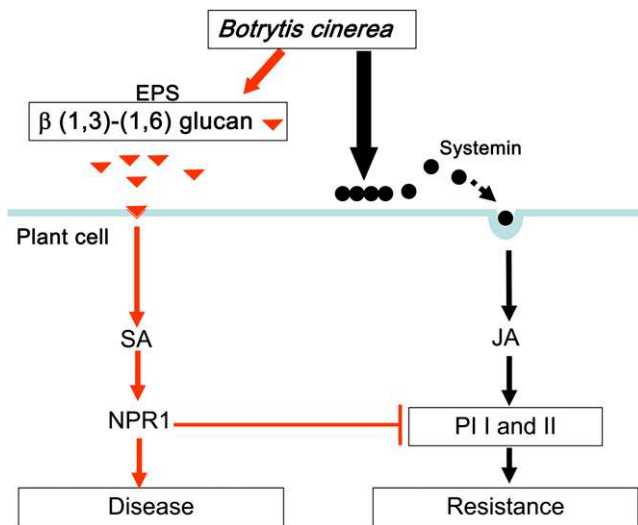 Botrytis cinerea
EPS
β (1,3)-(1,6) glucan
Systemin
Plant cell
SA
JA
NPR1
PI I and II
Disease
Resistance